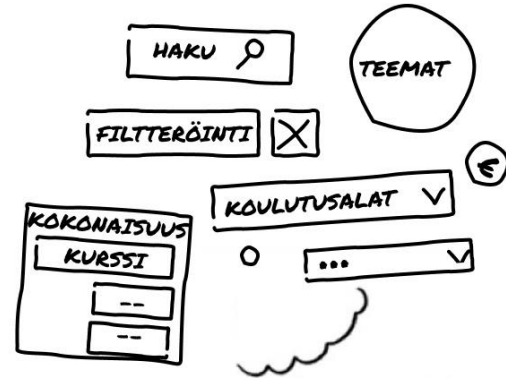 HAKU
TEEMAT
FILTTERÖINTI
€
KOULUTUSALAT
KOKONAISUUS
KURSSI
...
--
--